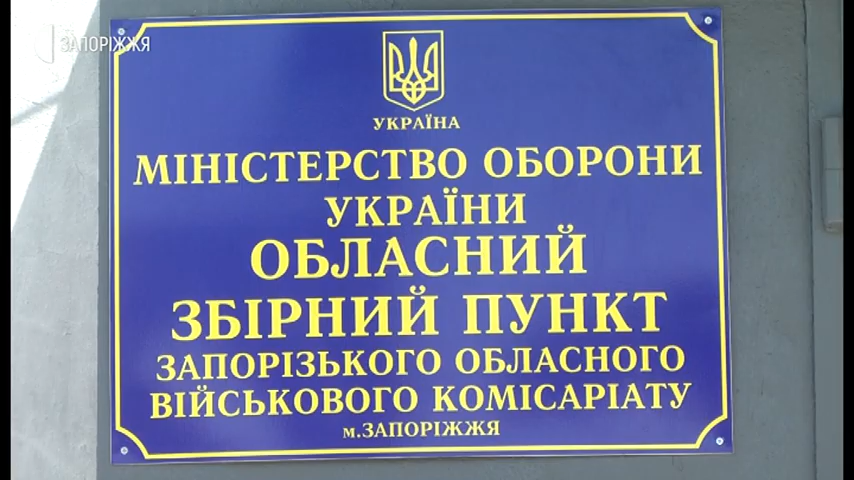 ЗАПОРІЖЖЯ
УКРАЇНА
МІНІСТЕРСТВО ОБОРОНИ
УКРАЇНИ
ОБЛАСНИЙ
ЗБІРНИЙ ПУНКТ
ЗАПОРІЗЬКОГО ОБЛАСНОГО
ВІЙСЬКОВОГО КОМІСАРІАТУ
м.ЗАПОРІЖЖЯ